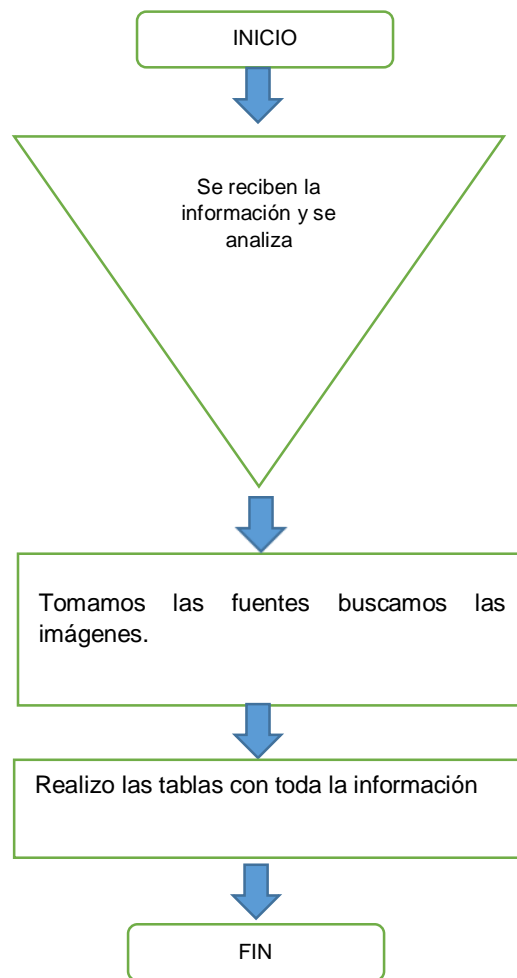 INICIO
Se reciben la
información y se
analiza
Tomamos las fuentes buscamos las
imágenes.
Realizo las tablas con toda la información
FIN